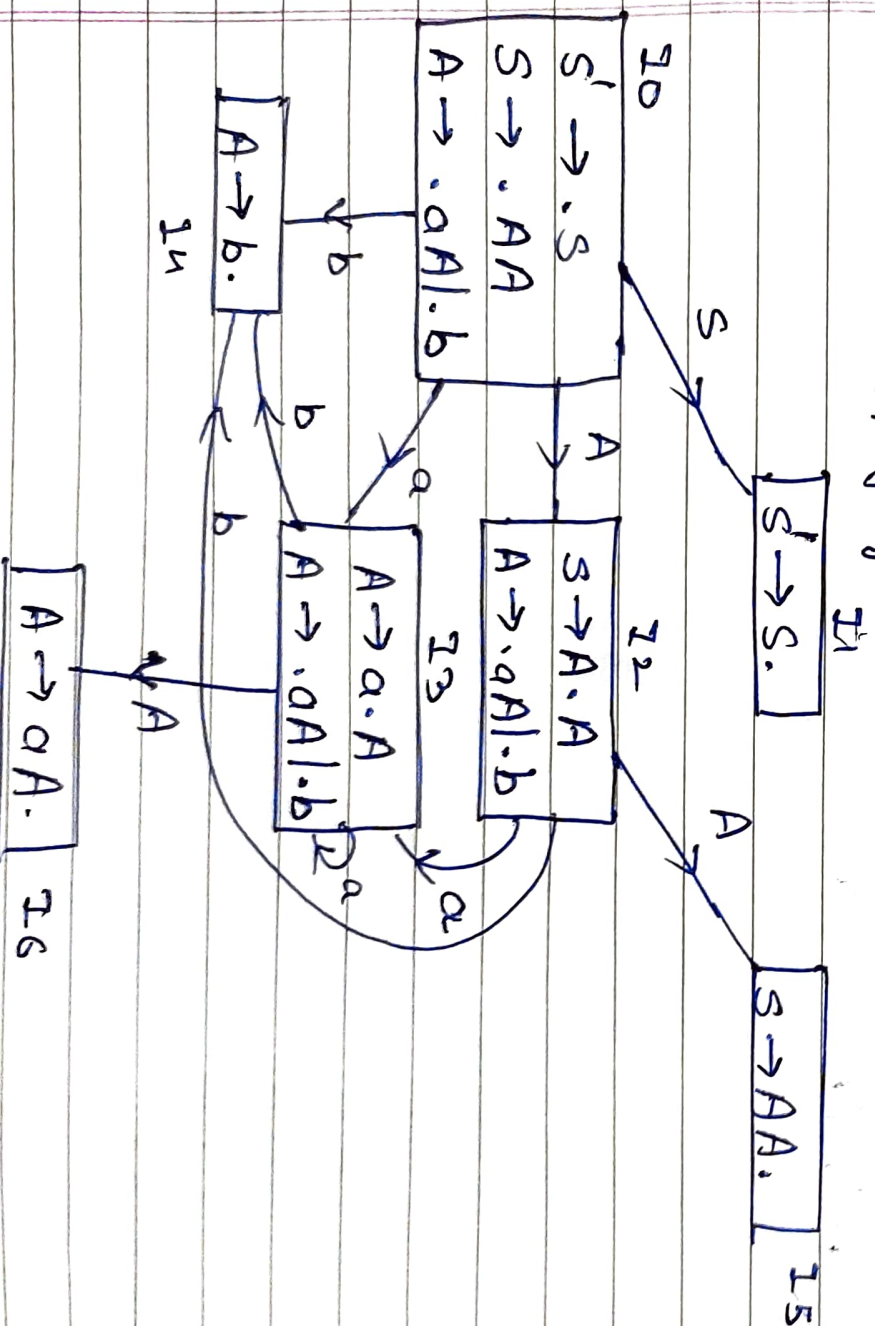 I0
S' → .S
S → .AA
A → .aA|.b
S
I1
S' → S.
A
I2
S → A.A
A → .aA|.b
A
S → AA.
I5
a
I3
A → a.A
A → .aA|.b
a
a
b
b
b
A → b.
I4
A
A → aA.
I6